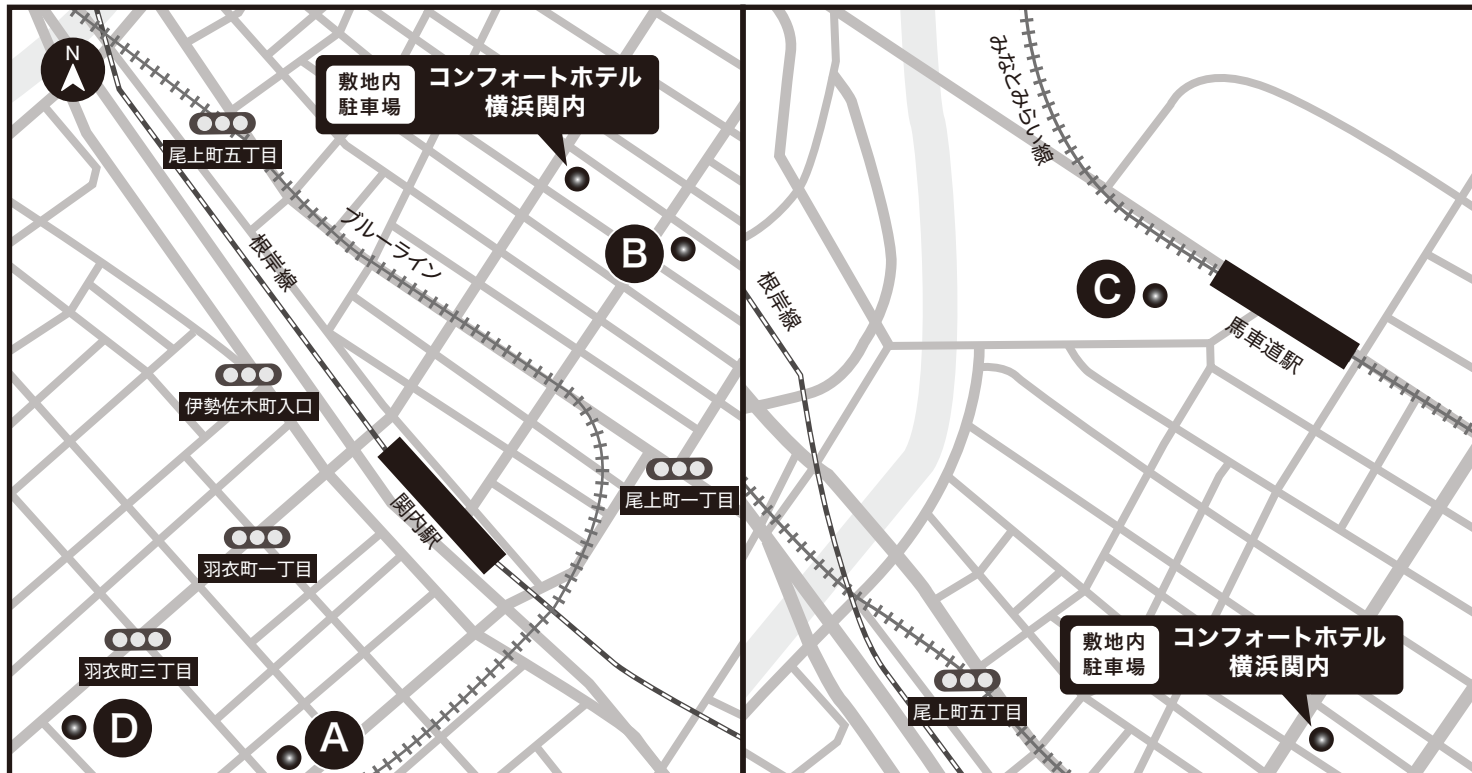 N
敷地内
駐車場
コンフォートホテル
横浜関内
尾上町五丁目
ブルーライン
根岸線
B
伊勢佐木町入口
関内駅
尾上町一丁目
羽衣町一丁目
羽衣町三丁目
D
A
みなとみらい線
根岸線
C
馬車道駅
敷地内
駐車場
コンフォートホテル
横浜関内
尾上町五丁目